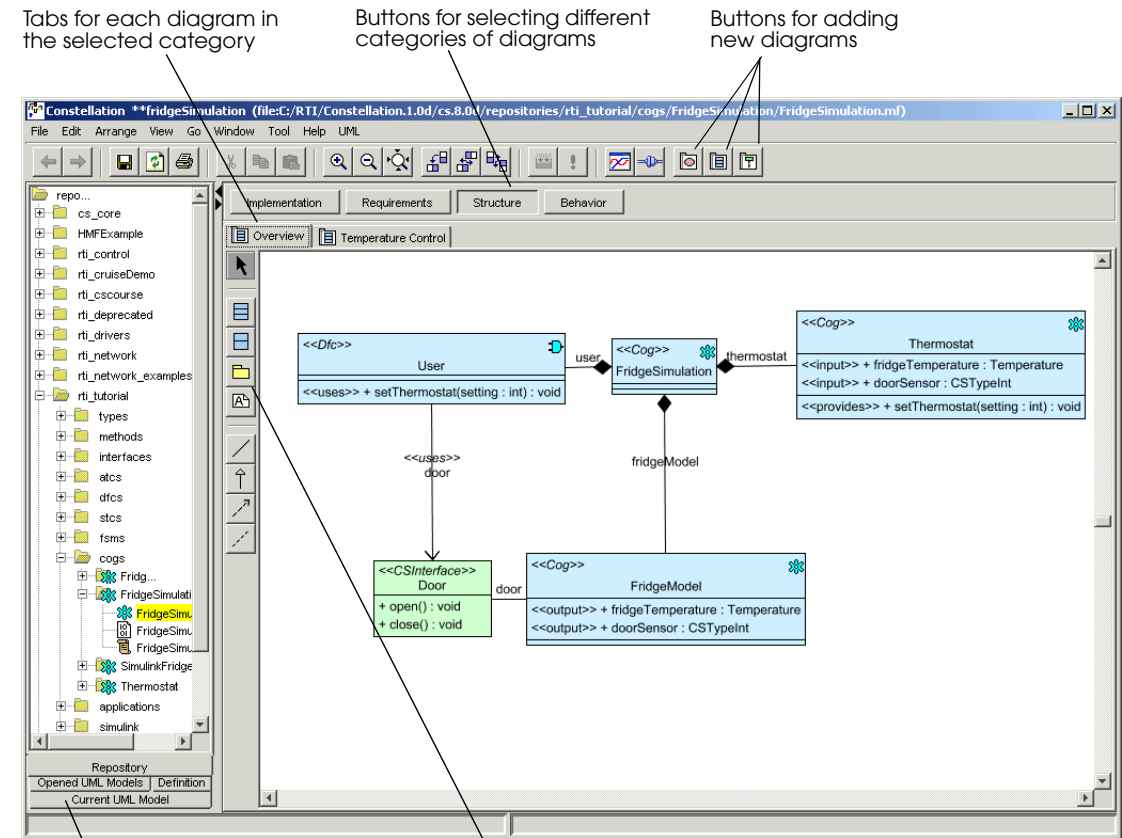 Tabs for each diagram in
the selected category
Buttons for selecting different
categories of diagrams
Buttons for adding
new diagrams
Constellation **fridgeSimulation (file:C:/RTI/Constellation.1.0d/cs.8.0d/repositories/rti_tutorial/cogs/FridgeSimulation/FridgeSimulation.mf)
File Edit Arrange View Go Window Tool Help UML
repo...
cs_core
HMFExample
rti_control
rti_cruiseDemo
rti_cscourse
rti_deprecated
rti_drivers
rti_network
rti_network_examples
rti_tutorial
types
methods
interfaces
atcs
dfcs
stcs
fsms
cogs
Fridg...
FridgeSimulati
FridgeSimu
FridgeSimu
FridgeSimu
SimulinkFridge
Thermostat
applications
simulink
Repository
Opened UML Models Definition
Current UML Model
Implementation Requirements Structure Behavior
Overview Temperature Control
<<Dfc>>
User
<<uses>> + setThermostat(setting : int) : void
user
<<Cog>>
FridgeSimulation
thermostat
<<Cog>>
Thermostat
<<input>> + fridgeTemperature : Temperature
<<input>> + doorSensor : CSTypeInt
<<provides>> + setThermostat(setting : int) : void
<<uses>>
door
fridgeModel
<<CSInterface>>
Door
+ open() : void
+ close() : void
door
<<Cog>>
FridgeModel
<<output>> + fridgeTemperature : Temperature
<<output>> + doorSensor : CSTypeInt